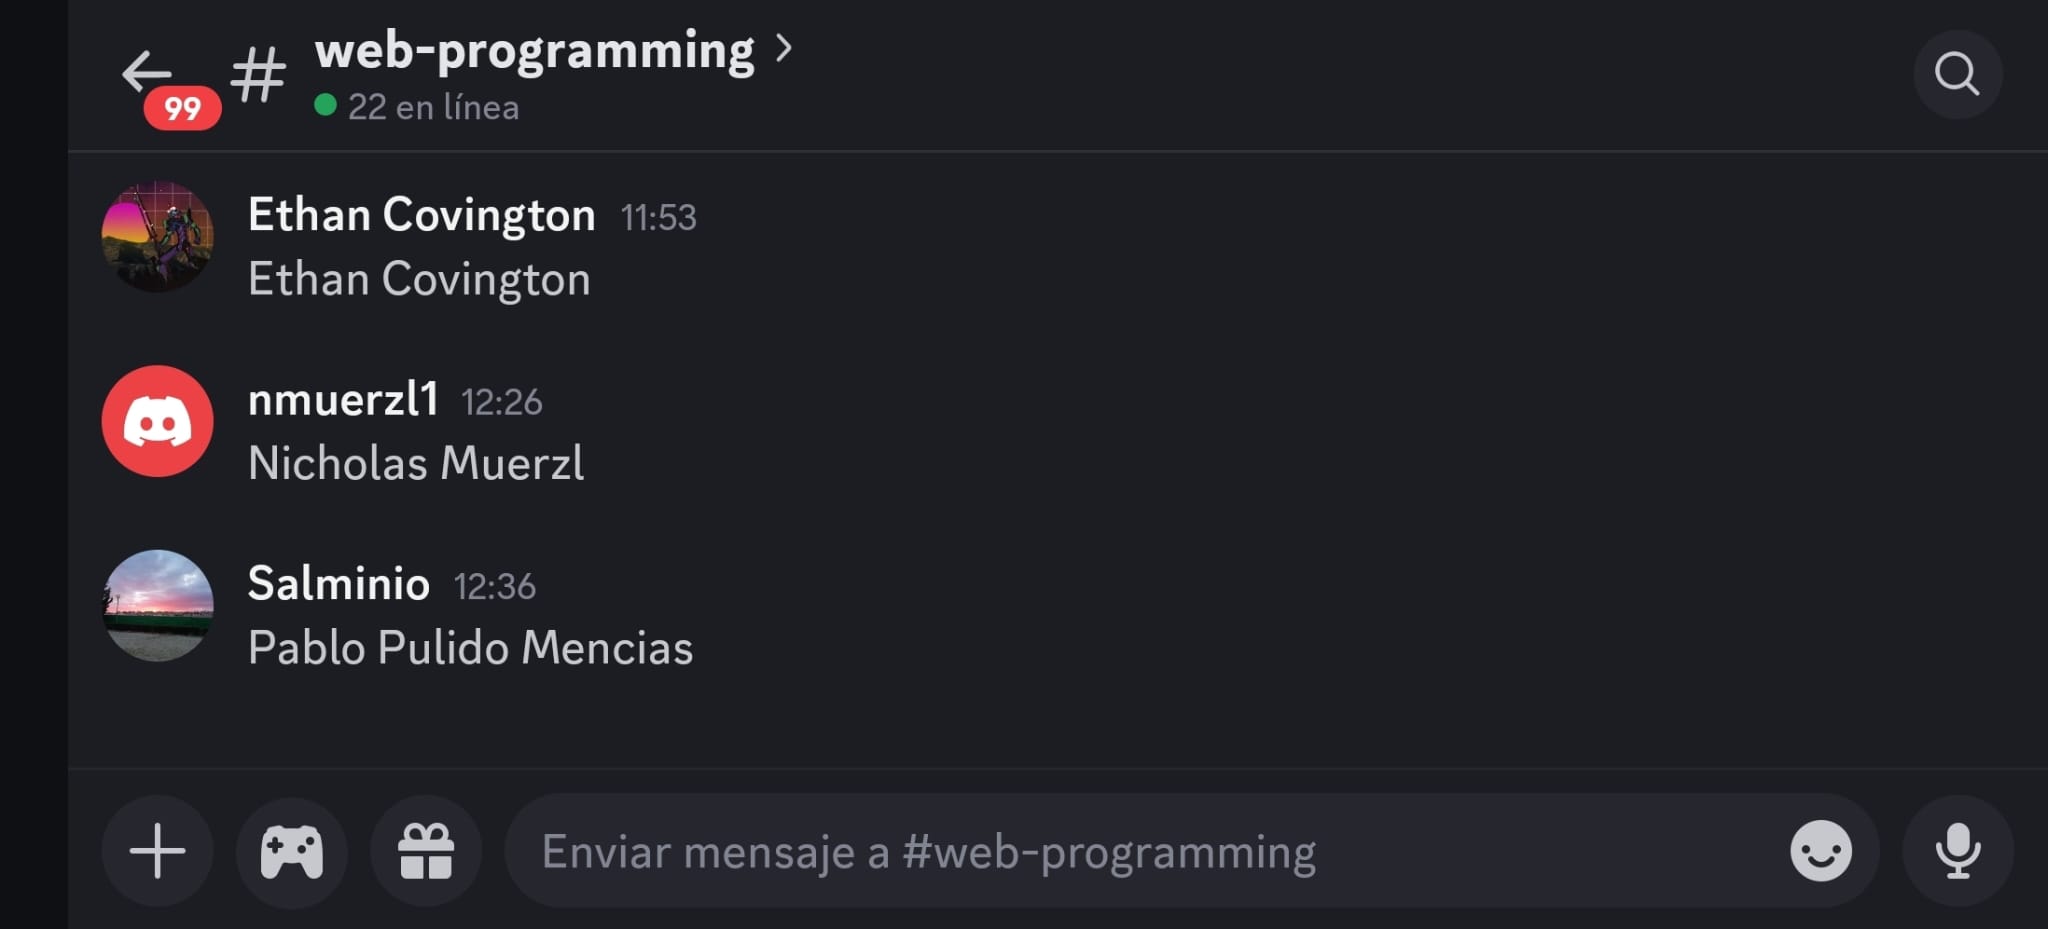 web-programming
99
22 en línea
Ethan Covington 11:53
Ethan Covington
nmuerzl1 12:26
Nicholas Muerzl
Salminio 12:36
Pablo Pulido Mencias
Enviar mensaje a #web-programming